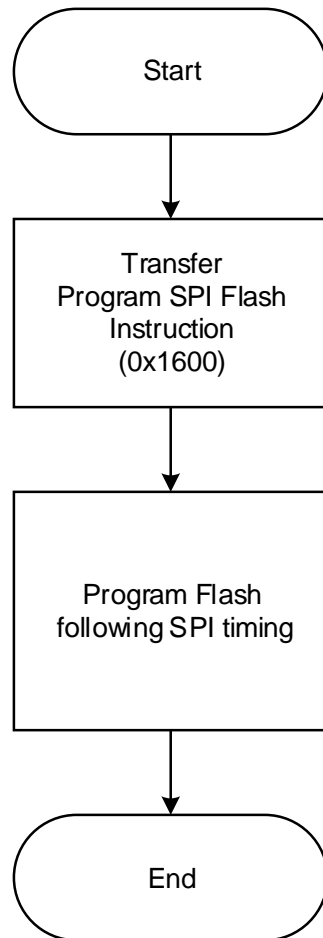 Start
Transfer
Program SPI Flash
Instruction
(0x1600)
Program Flash
following SPI timing
End